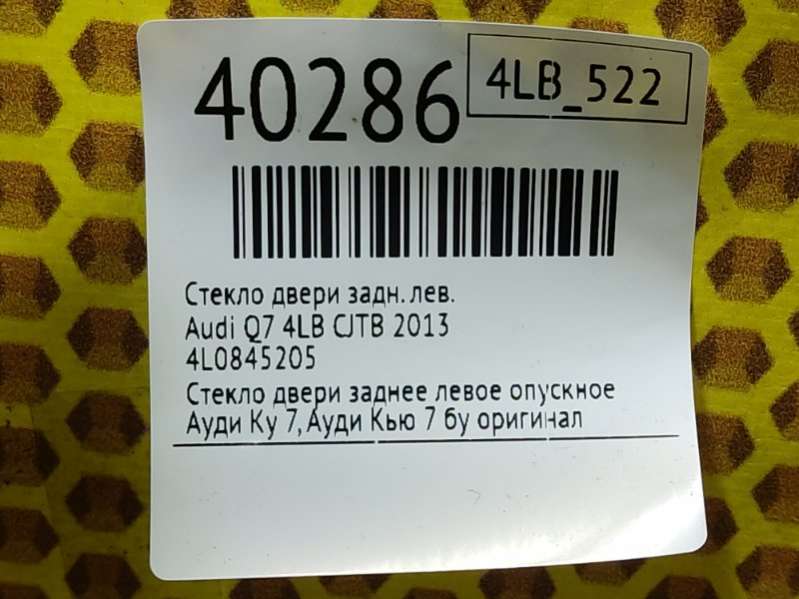 40286
4LB_522
Стекло двери задн.лев.
Audi Q7 4LB CJTB 2013
4L0845205
Стекло двери заднее левое опускное
Ауди Ку 7, Ауди Кью 7 бу оригинал